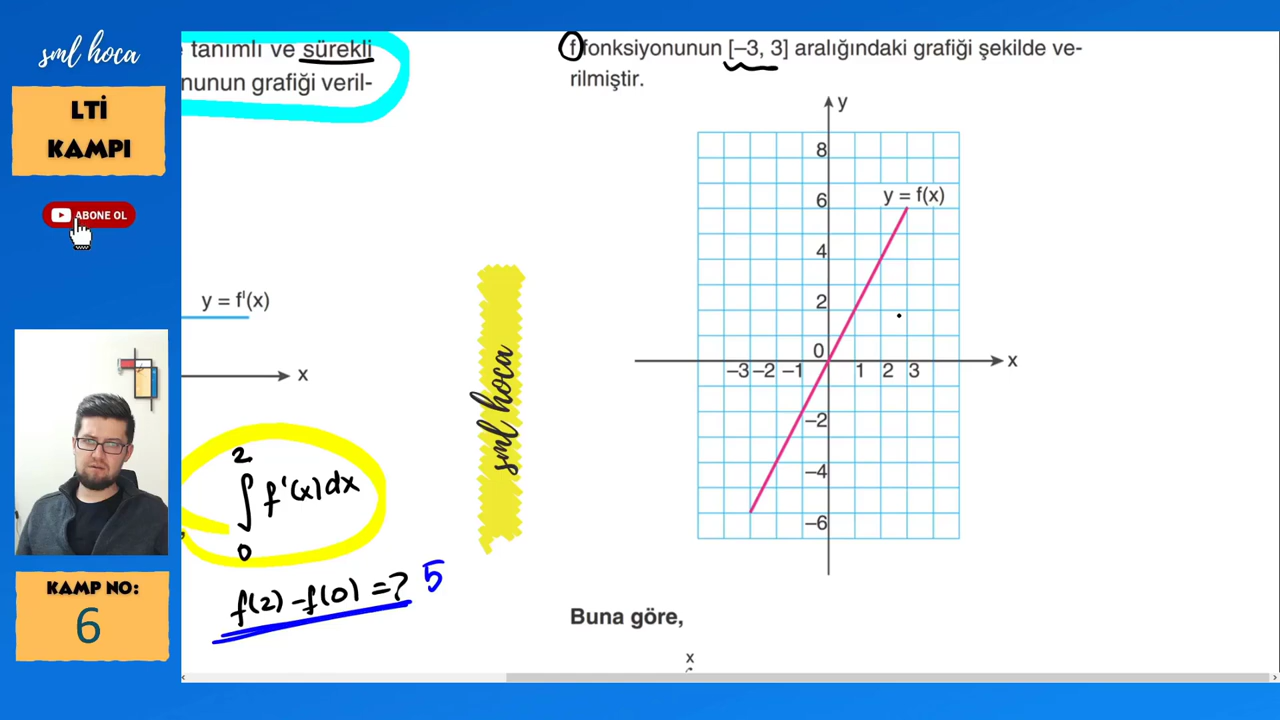 sml hoca
LTİ
KAMPI
ABONE OL
KAMP NO:
6
tanımlı ve sürekli
nunun grafiği veril-
y = f'(x)
x
2
∫ f'(x)dx
0
f(2) – f(0) = ? 5
sml hoca
f fonksiyonunun [–3, 3] aralığındaki grafiği şekilde ve-
rilmiştir.
y
8
y = f(x)
6
4
2
0
x
–3 –2 –1 1 2 3
–2
–4
–6
Buna göre,
x